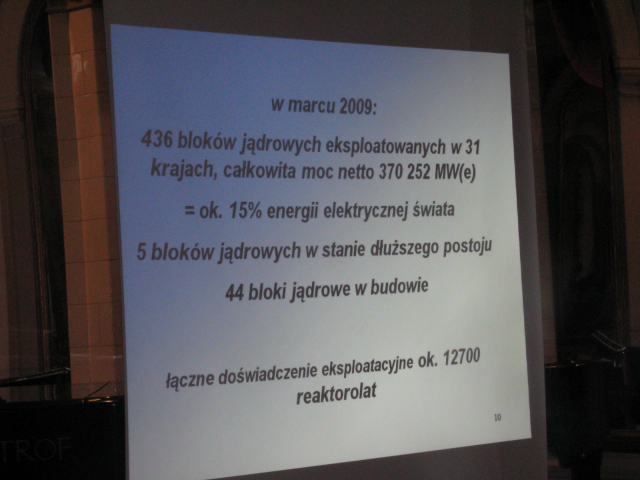 w marcu 2009:
436 bloków jądrowych eksploatowanych w 31
krajach, całkowita moc netto 370 252 MW(e)
= ok. 15% energii elektrycznej świata
5 bloków jądrowych w stanie dłuższego postoju
44 bloki jądrowe w budowie
łączne doświadczenie eksploatacyjne ok. 12700
reaktorolat
10
TROF